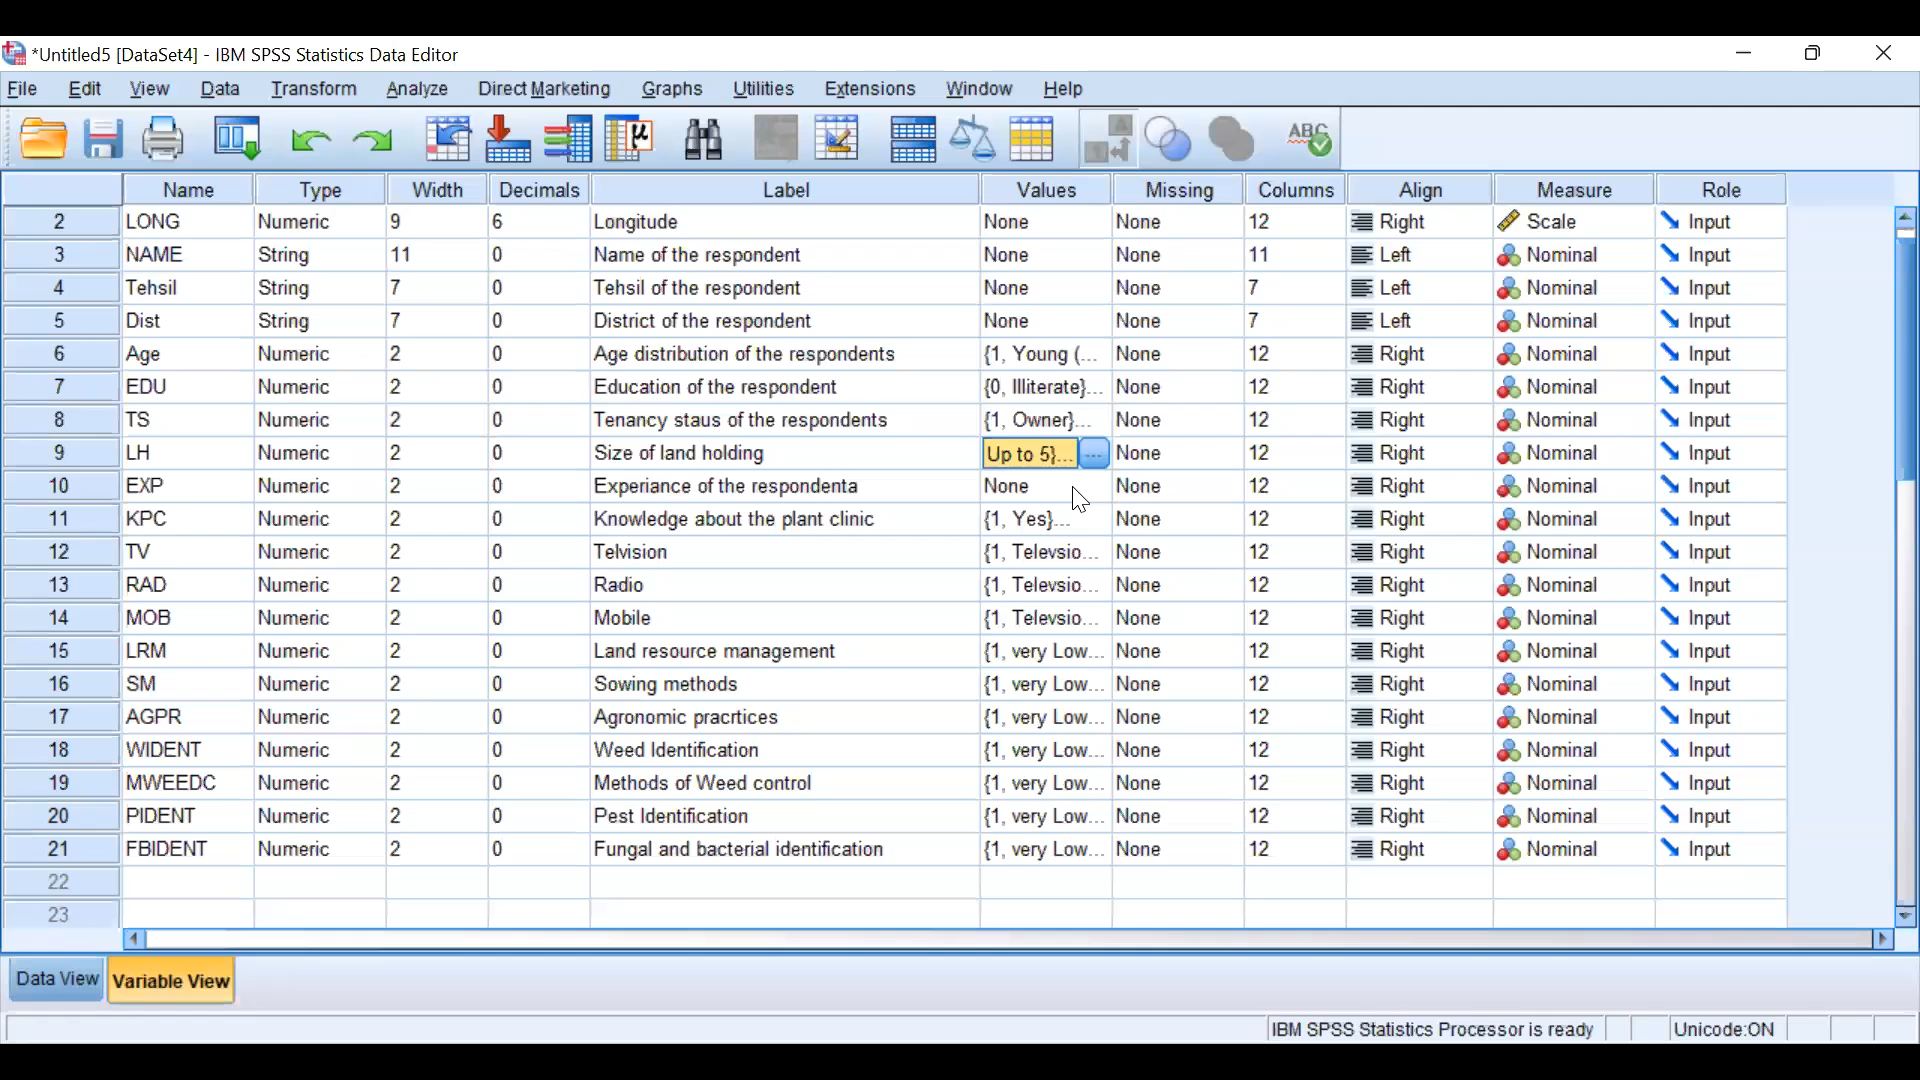 *Untitled5 [DataSet4] - IBM SPSS Statistics Data Editor
File Edit View Data Transform Analyze Direct Marketing Graphs Utilities Extensions Window Help
Name Type Width Decimals Label Values Missing Columns Align Measure Role
2 LONG Numeric 9 6 Longitude None None 12 Right Scale Input
3 NAME String 11 0 Name of the respondent None None 11 Left Nominal Input
4 Tehsil String 7 0 Tehsil of the respondent None None 7 Left Nominal Input
5 Dist String 7 0 District of the respondent None None 7 Left Nominal Input
6 Age Numeric 2 0 Age distribution of the respondents {1, Young (... None 12 Right Nominal Input
7 EDU Numeric 2 0 Education of the respondent {0, Illiterate}... None 12 Right Nominal Input
8 TS Numeric 2 0 Tenancy staus of the respondents {1, Owner}... None 12 Right Nominal Input
9 LH Numeric 2 0 Size of land holding Up to 5}... ... None 12 Right Nominal Input
10 EXP Numeric 2 0 Experiance of the respondenta None None 12 Right Nominal Input
11 KPC Numeric 2 0 Knowledge about the plant clinic {1, Yes}... None 12 Right Nominal Input
12 TV Numeric 2 0 Telvision {1, Televsio... None 12 Right Nominal Input
13 RAD Numeric 2 0 Radio {1, Televsio... None 12 Right Nominal Input
14 MOB Numeric 2 0 Mobile {1, Televsio... None 12 Right Nominal Input
15 LRM Numeric 2 0 Land resource management {1, very Low... None 12 Right Nominal Input
16 SM Numeric 2 0 Sowing methods {1, very Low... None 12 Right Nominal Input
17 AGPR Numeric 2 0 Agronomic pracrtices {1, very Low... None 12 Right Nominal Input
18 WIDENT Numeric 2 0 Weed Identification {1, very Low... None 12 Right Nominal Input
19 MWEEDC Numeric 2 0 Methods of Weed control {1, very Low... None 12 Right Nominal Input
20 PIDENT Numeric 2 0 Pest Identification {1, very Low... None 12 Right Nominal Input
21 FBIDENT Numeric 2 0 Fungal and bacterial identification {1, very Low... None 12 Right Nominal Input
22
23
Data View Variable View
IBM SPSS Statistics Processor is ready Unicode:ON